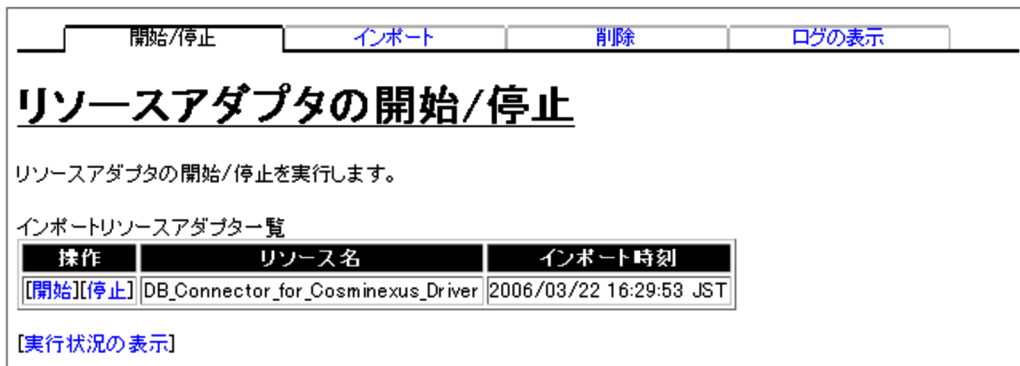 開始/停止 インポート 削除 ログの表示
リソースアダプタの開始/停止
リソースアダプタの開始/停止を実行します。
インポートリソースアダプター覧
操作 リソース名 インポート時刻
[開始][停止] DB_Connector_for_Cosminexus_Driver 2006/03/22 16:29:53 JST
[実行状況の表示]